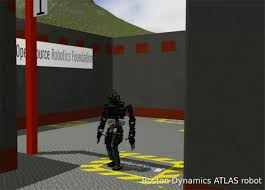 1
Open Source Robotics Foundation
Boston Dynamics ATLAS robot